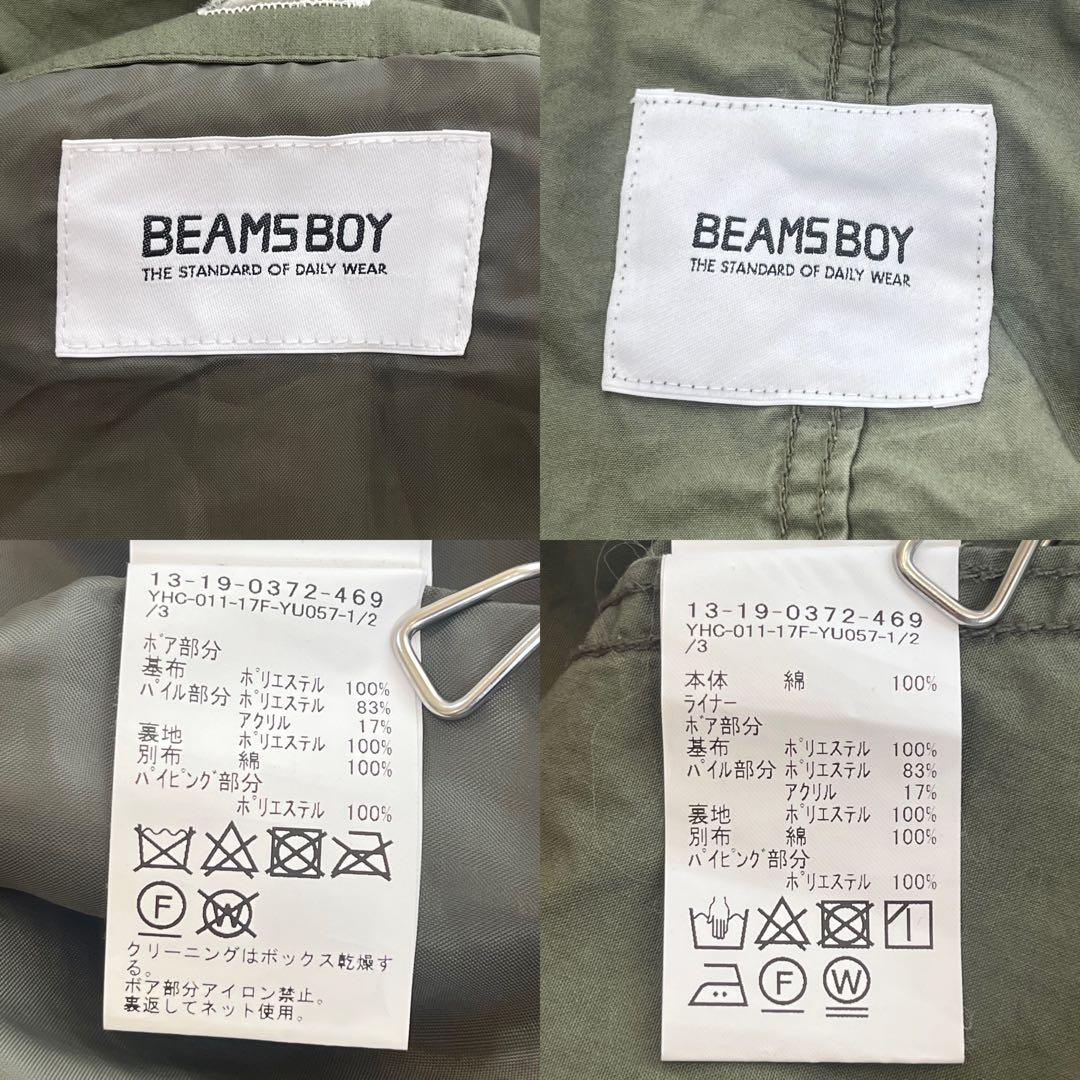 BEAMS BOY
THE STANDARD OF DAILY WEAR
BEAMS BOY
THE STANDARD OF DAILY WEAR
13-19-0372-469
YHC-011-17F-YU057-1/2
/3
ボア部分
基布 ポリエステル 100%
パイル部分 ポリエステル 83%
アクリル 17%
裏地 ポリエステル 100%
別布 綿 100%
パイピング部分
ポリエステル 100%
F W
クリーニングはボックス乾燥す
る。
ボア部分アイロン禁止。
裏返してネット使用。
13-19-0372-469
YHC-011-17F-YU057-1/2
/3
本体 綿 100%
ライナー
ボア部分
基布 ポリエステル 100%
パイル部分 ポリエステル 83%
アクリル 17%
裏地 ポリエステル 100%
別布 綿 100%
パイピング部分
ポリエステル 100%
F W